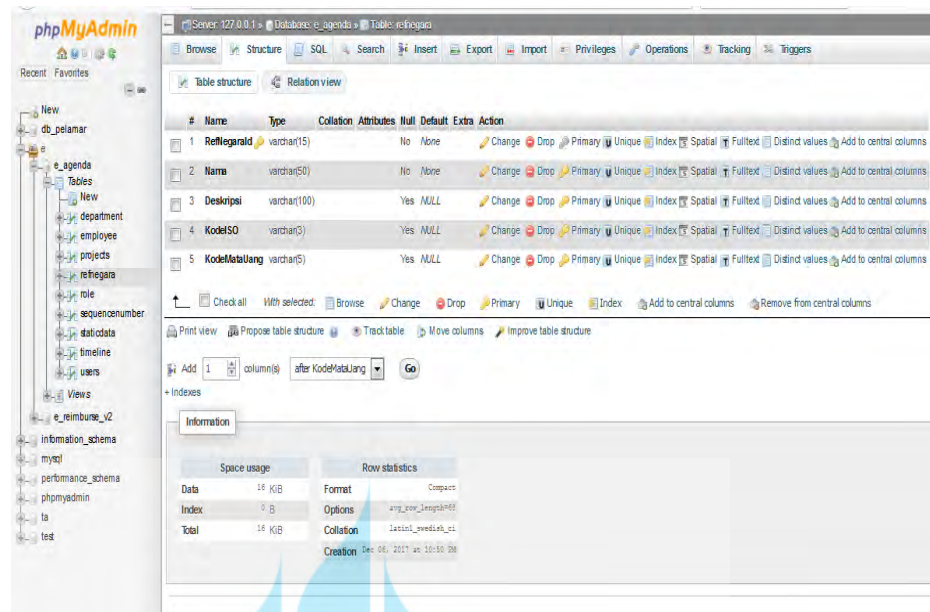 phpMyAdmin
Recent Favorites
New
db_pelamar
e
e_agenda
Tables
New
department
employee
projects
refnegara
role
sequencenumber
staticdata
timeline
users
Views
e_reimburse_v2
information_schema
mysql
performance_schema
phpmyadmin
ta
test
Server: 127.0.0.1 » Database: e_agenda » Table: refnegara
Browse Structure SQL Search Insert Export Import Privileges Operations Tracking Triggers
Table structure Relation view
# Name Type Collation Attributes Null Default Extra Action
1 RefNegaraId varchar(15) No None Change Drop Primary Unique Index Spatial Fulltext Distinct values Add to central columns
2 Nama varchar(50) No None Change Drop Primary Unique Index Spatial Fulltext Distinct values Add to central columns
3 Deskripsi varchar(100) Yes NULL Change Drop Primary Unique Index Spatial Fulltext Distinct values Add to central columns
4 KodeISO varchar(3) Yes NULL Change Drop Primary Unique Index Spatial Fulltext Distinct values Add to central columns
5 KodeMataUang varchar(5) Yes NULL Change Drop Primary Unique Index Spatial Fulltext Distinct values Add to central columns
Check all With selected: Browse Change Drop Primary Unique Index Add to central columns Remove from central columns
Print view Propose table structure Track table Move columns Improve table structure
Add 1 column(s) after KodeMataUang Go
+ Indexes
Information
Space usage
Data 16 KiB
Index 0 B
Total 16 KiB
Row statistics
Format Compact
Options avg_row_length=68
Collation latin1_swedish_ci
Creation Dec 06, 2017 at 10:50 PM